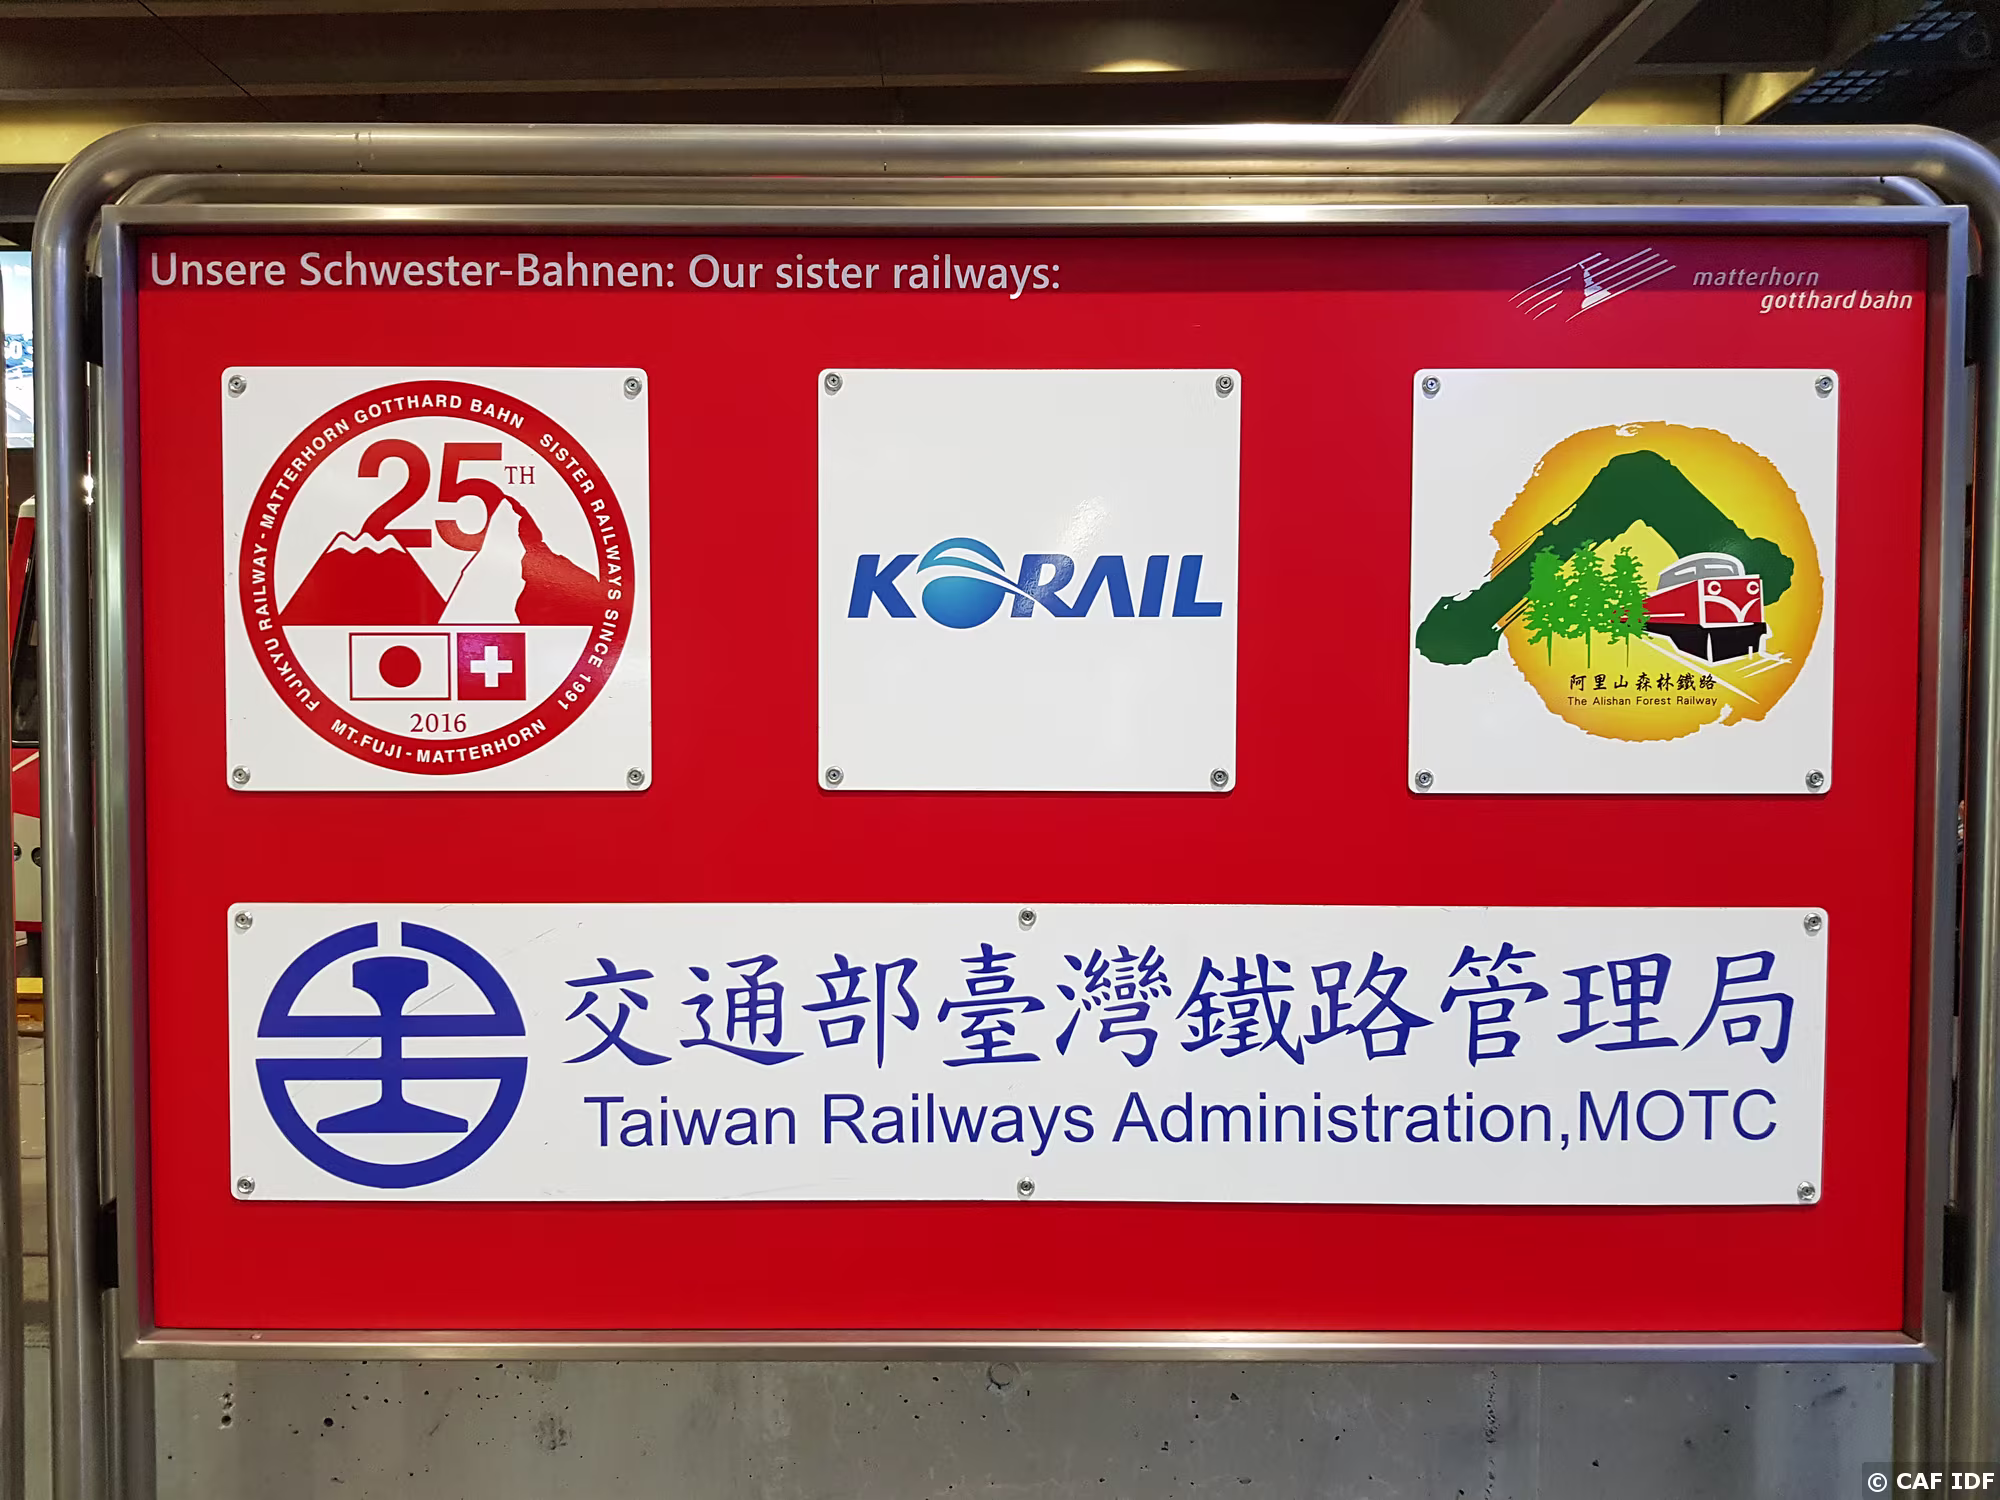 Unsere Schwester-Bahnen: Our sister railways:
matterhorn
gotthard bahn
FUJIKYU RAILWAY - MATTERHORN GOTTHARD BAHN SISTER RAILWAYS SINCE 1991
25TH
2016
MT.FUJI - MATTERHORN
KORAIL
阿里山森林鐵路
The Alishan Forest Railway
交通部臺灣鐵路管理局
Taiwan Railways Administration,MOTC
© CAF IDF